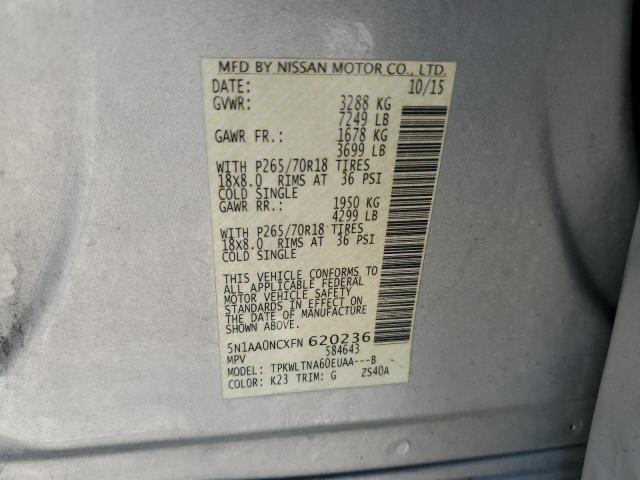 MFD BY NISSAN MOTOR CO., LTD.
DATE: 10/15
GVWR: 3288 KG
7249 LB
GAWR FR.: 1678 KG
3699 LB
WITH P265/70R18 TIRES
18X8.0 RIMS AT 36 PSI
COLD SINGLE
GAWR RR.: 1950 KG
4299 LB
WITH P265/70R18 TIRES
18X8.0 RIMS AT 36 PSI
COLD SINGLE
THIS VEHICLE CONFORMS TO
ALL APPLICABLE FEDERAL
MOTOR VEHICLE SAFETY
STANDARDS IN EFFECT ON
THE DATE OF MANUFACTURE
SHOWN ABOVE.
5N1AA0NCXFN 620236
MPV 584643
MODEL: TPKWLTNA60EUAA---B
COLOR: K23 TRIM: G ZS40A